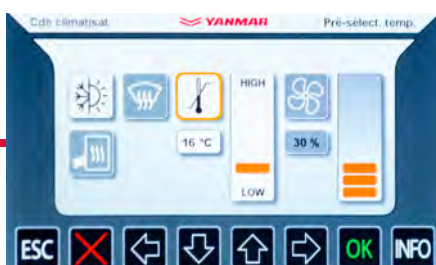 Cde climatisat.
YANMAR
Pré-sélect. temp.
HIGH
16 °C
30 %
LOW
ESC
OK
INFO